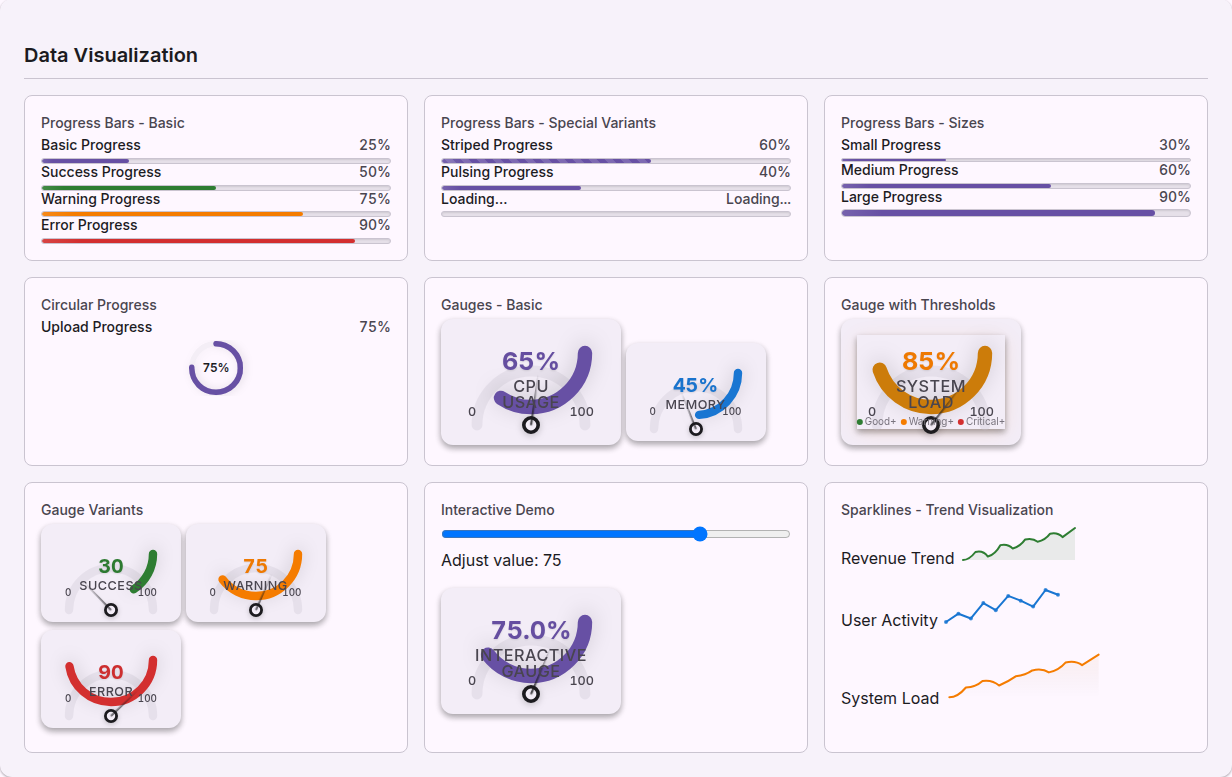 Data Visualization
Progress Bars - Basic
Basic Progress 25%
Success Progress 50%
Warning Progress 75%
Error Progress 90%
Progress Bars - Special Variants
Striped Progress 60%
Pulsing Progress 40%
Loading... Loading...
Progress Bars - Sizes
Small Progress 30%
Medium Progress 60%
Large Progress 90%
Circular Progress
Upload Progress 75%
75%
Gauges - Basic
65%
CPU
USAGE
0 100
45%
MEMORY
0 100
Gauge with Thresholds
85%
SYSTEM
LOAD
0 100
Good+ Warning+ Critical+
Gauge Variants
30
SUCCESS
0 100
75
WARNING
0 100
90
ERROR
0 100
Interactive Demo
Adjust value: 75
75.0%
INTERACTIVE
GAUGE
0 100
Sparklines - Trend Visualization
Revenue Trend
User Activity
System Load